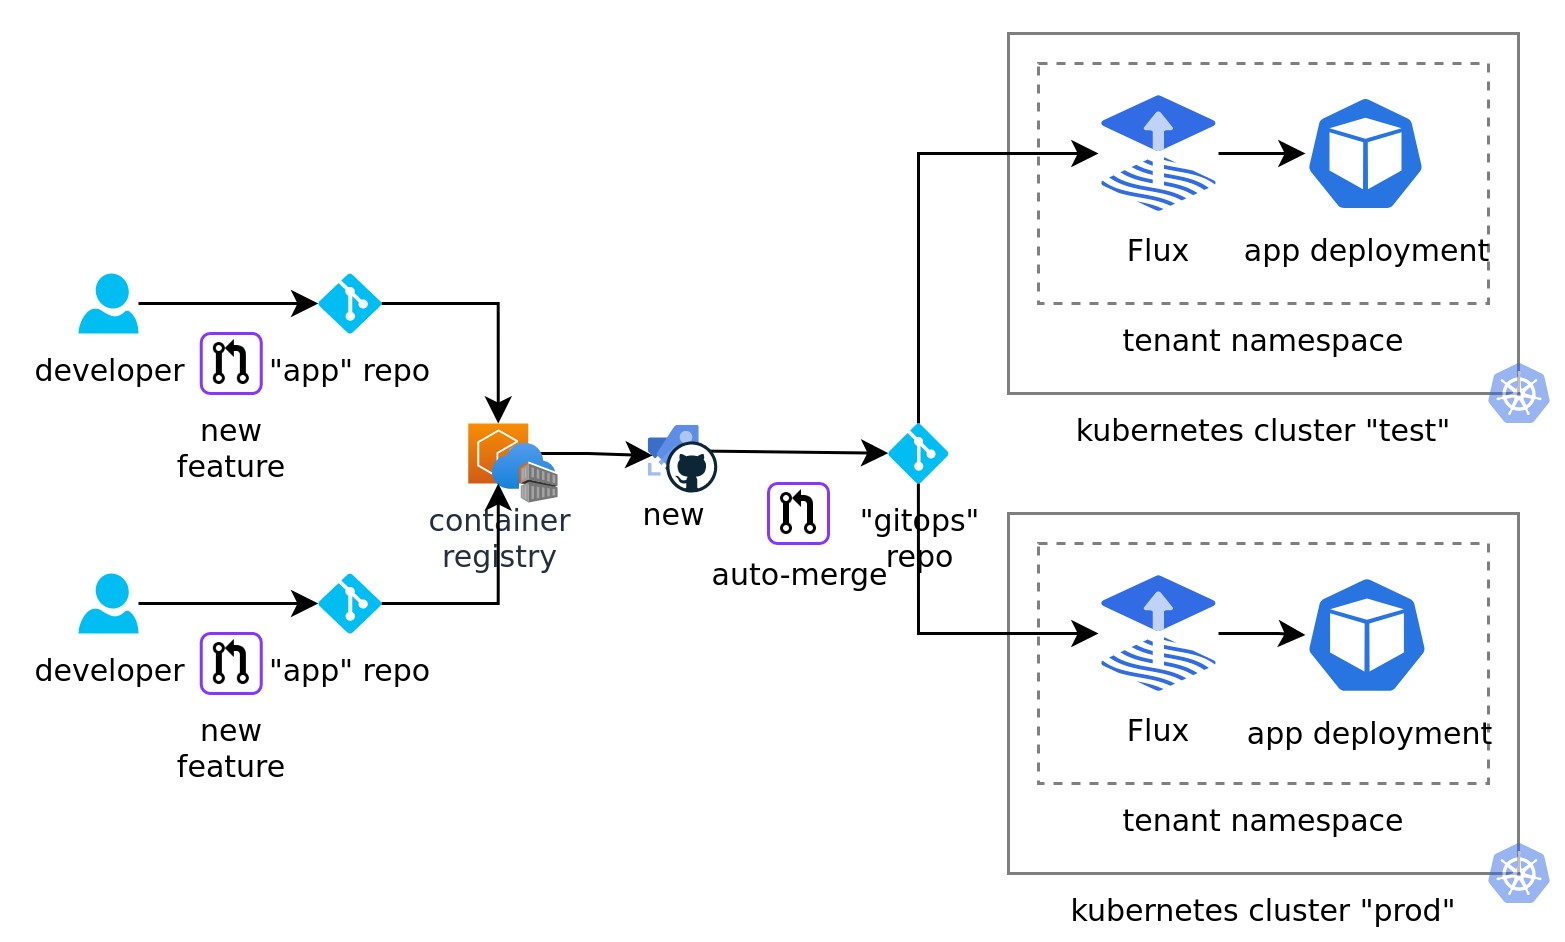 developer
"app" repo
new
feature
developer
"app" repo
new
feature
container
registry
new
auto-merge
"gitops"
repo
Flux
app deployment
tenant namespace
kubernetes cluster "test"
Flux
app deployment
tenant namespace
kubernetes cluster "prod"